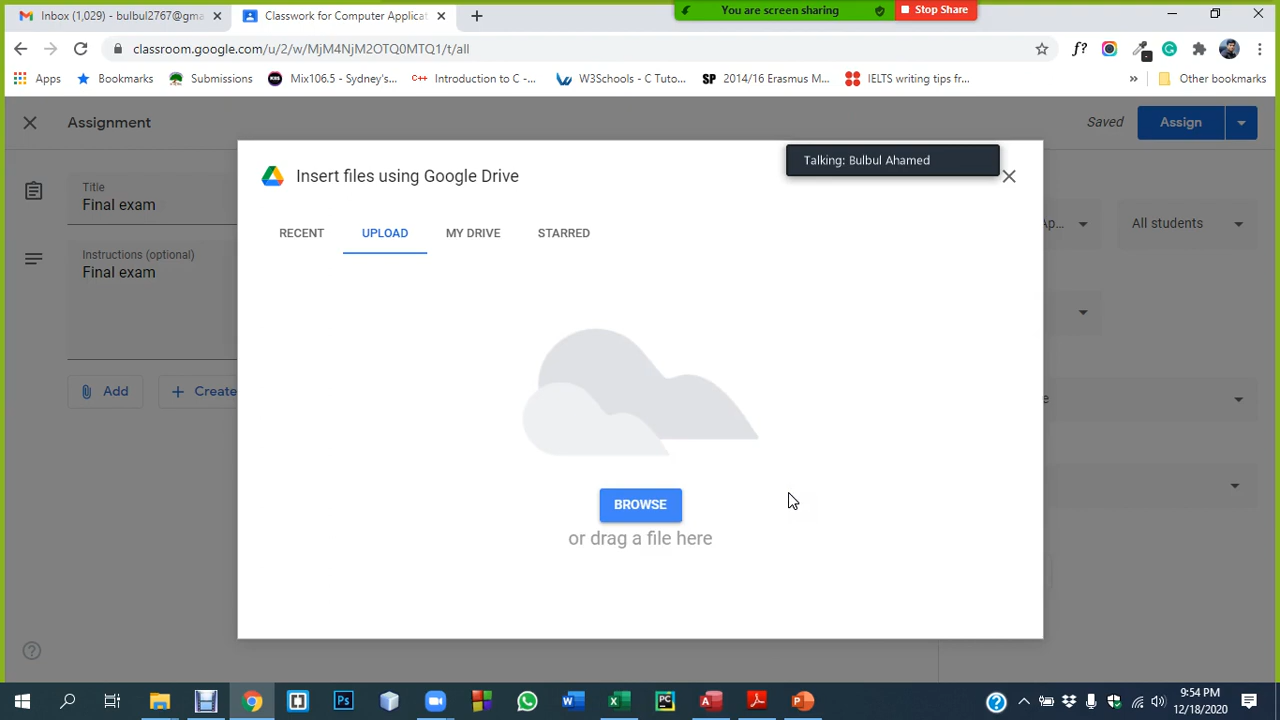 Inbox (1,029) - bulbul2767@gma
Classwork for Computer Applicat
You are screen sharing
Stop Share
classroom.google.com/u/2/w/MjM4NjM2OTQ0MTQ1/t/all
f?
Apps
Bookmarks
Submissions
Mix106.5 - Sydney's...
Introduction to C -...
W3Schools - C Tuto...
SP 2014/16 Erasmus M...
IELTS writing tips fr...
»
Other bookmarks
Assignment
Saved
Assign
Talking: Bulbul Ahamed
Insert files using Google Drive
Title
Final exam
RECENT
UPLOAD
MY DRIVE
STARRED
Ap...
All students
Instructions (optional)
Final exam
Add
Create
e
BROWSE
or drag a file here
9:54 PM
12/18/2020